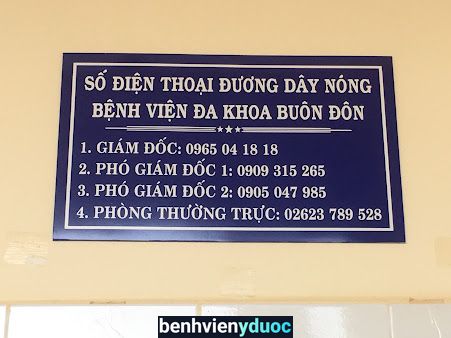 SỐ ĐIỆN THOẠI ĐƯƠNG DÂY NÓNG
BỆNH VIỆN ĐA KHOA BUÔN ĐÔN
1. GIÁM ĐỐC: 0965 04 18 18
2. PHÓ GIÁM ĐỐC 1: 0909 315 265
3. PHÓ GIÁM ĐỐC 2: 0905 047 985
4. PHÒNG THƯỜNG TRỰC: 02623 789 528
benhvienyduoc